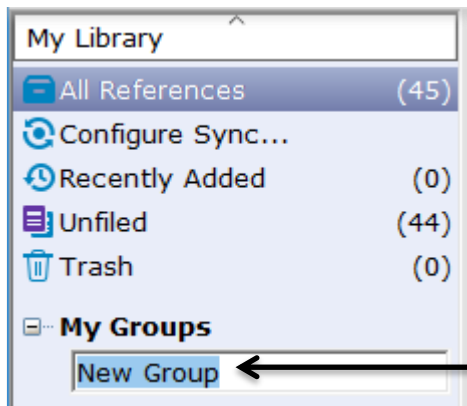 My Library
All References (45)
Configure Sync...
Recently Added (0)
Unfiled (44)
Trash (0)
My Groups
New Group